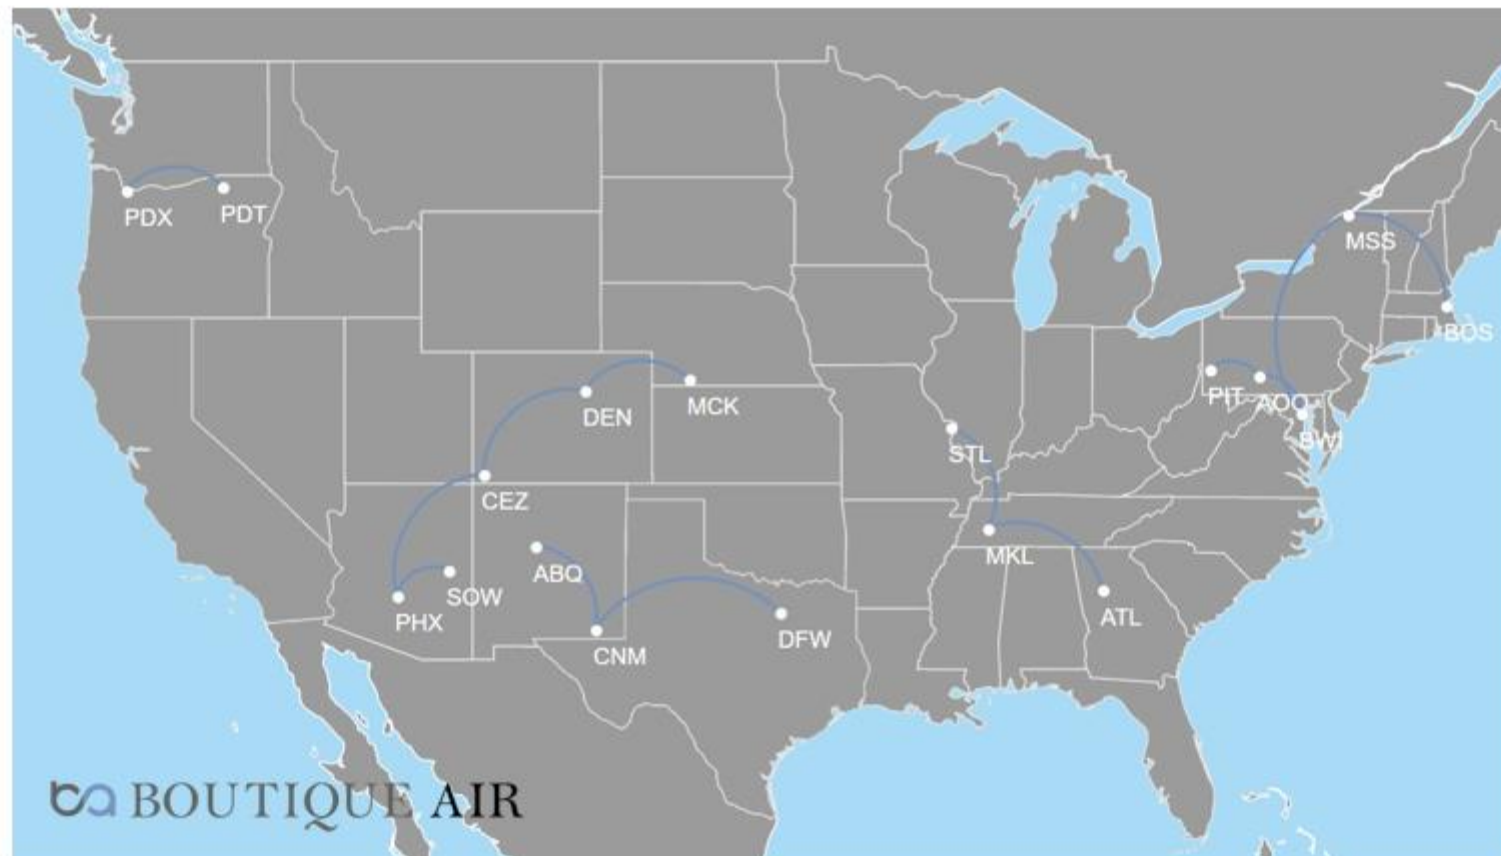 PDX
PDT
MSS
BOS
PIT
AOO
BWI
DEN
MCK
STL
CEZ
MKL
ABQ
SOW
PHX
ATL
CNM
DFW
ba BOUTIQUE AIR